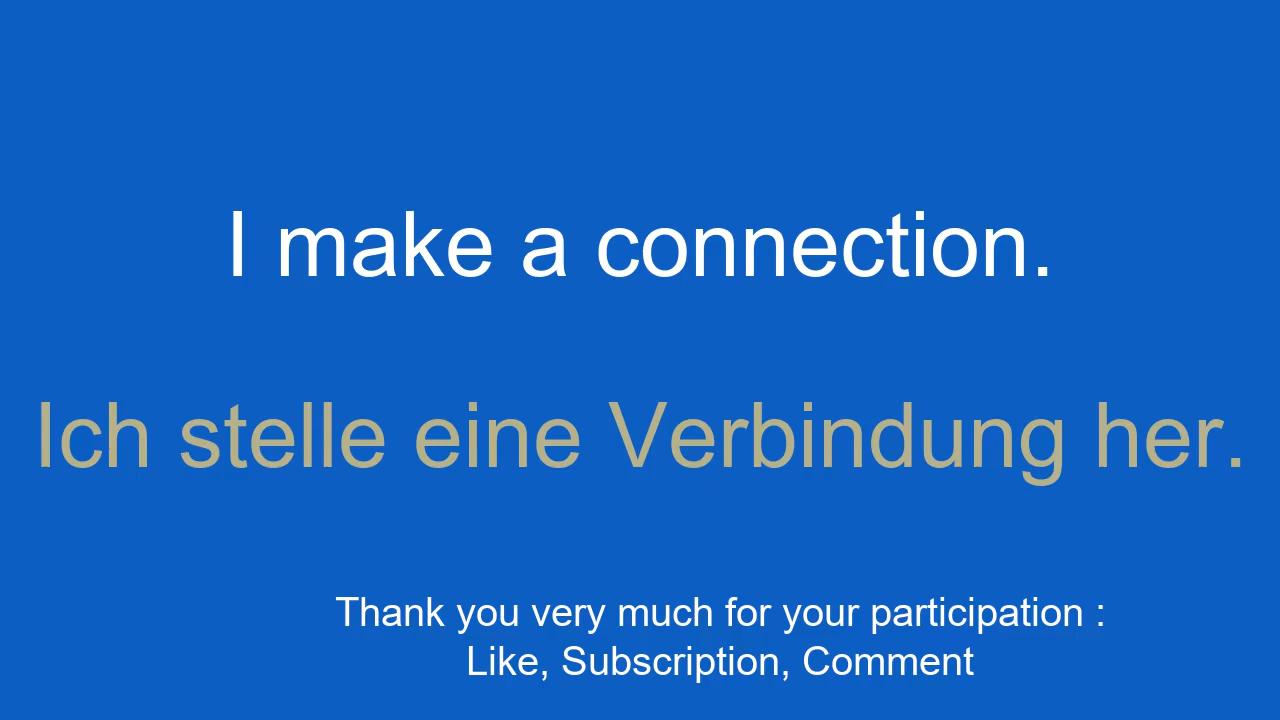 I make a connection.
Ich stelle eine Verbindung her.
Thank you very much for your participation :
Like, Subscription, Comment